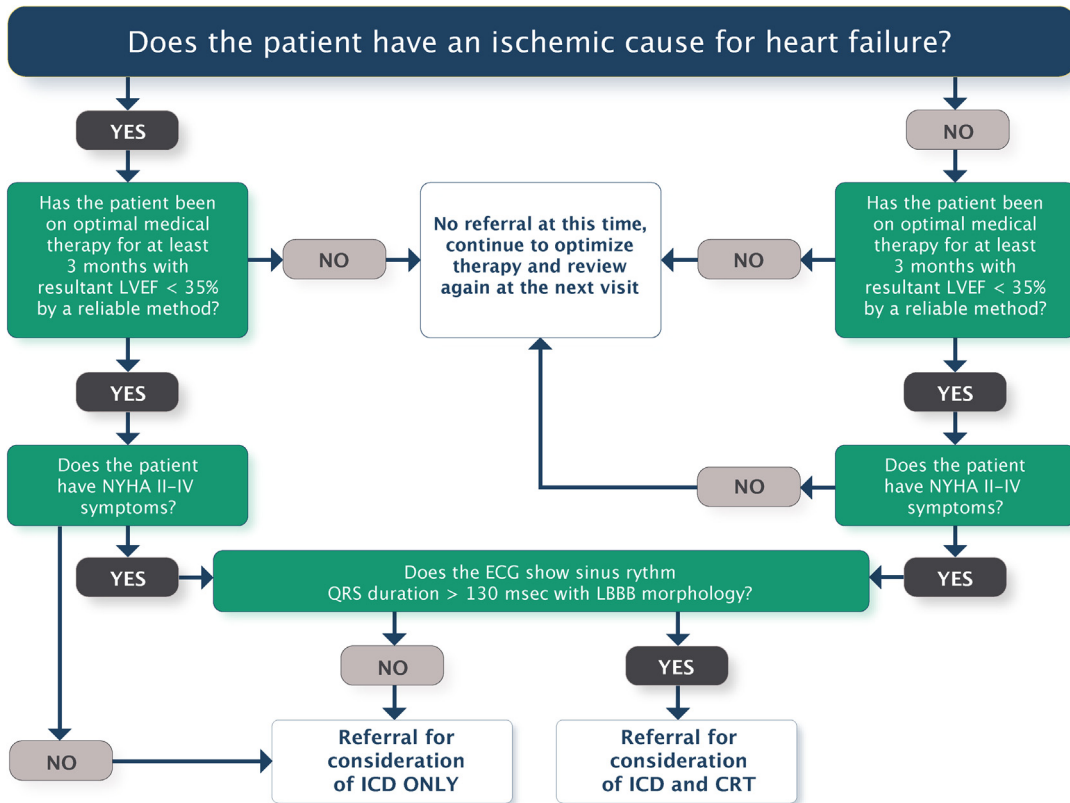 Does the patient have an ischemic cause for heart failure?
YES
NO
Has the patient been
on optimal medical
therapy for at least
3 months with
resultant LVEF < 35%
by a reliable method?
NO
No referral at this time,
continue to optimize
therapy and review
again at the next visit
NO
Has the patient been
on optimal medical
therapy for at least
3 months with
resultant LVEF < 35%
by a reliable method?
YES
YES
Does the patient
have NYHA II-IV
symptoms?
NO
Does the patient
have NYHA II-IV
symptoms?
YES
Does the ECG show sinus rythm
QRS duration > 130 msec with LBBB morphology?
YES
NO
YES
NO
Referral for
consideration
of ICD ONLY
Referral for
consideration
of ICD and CRT